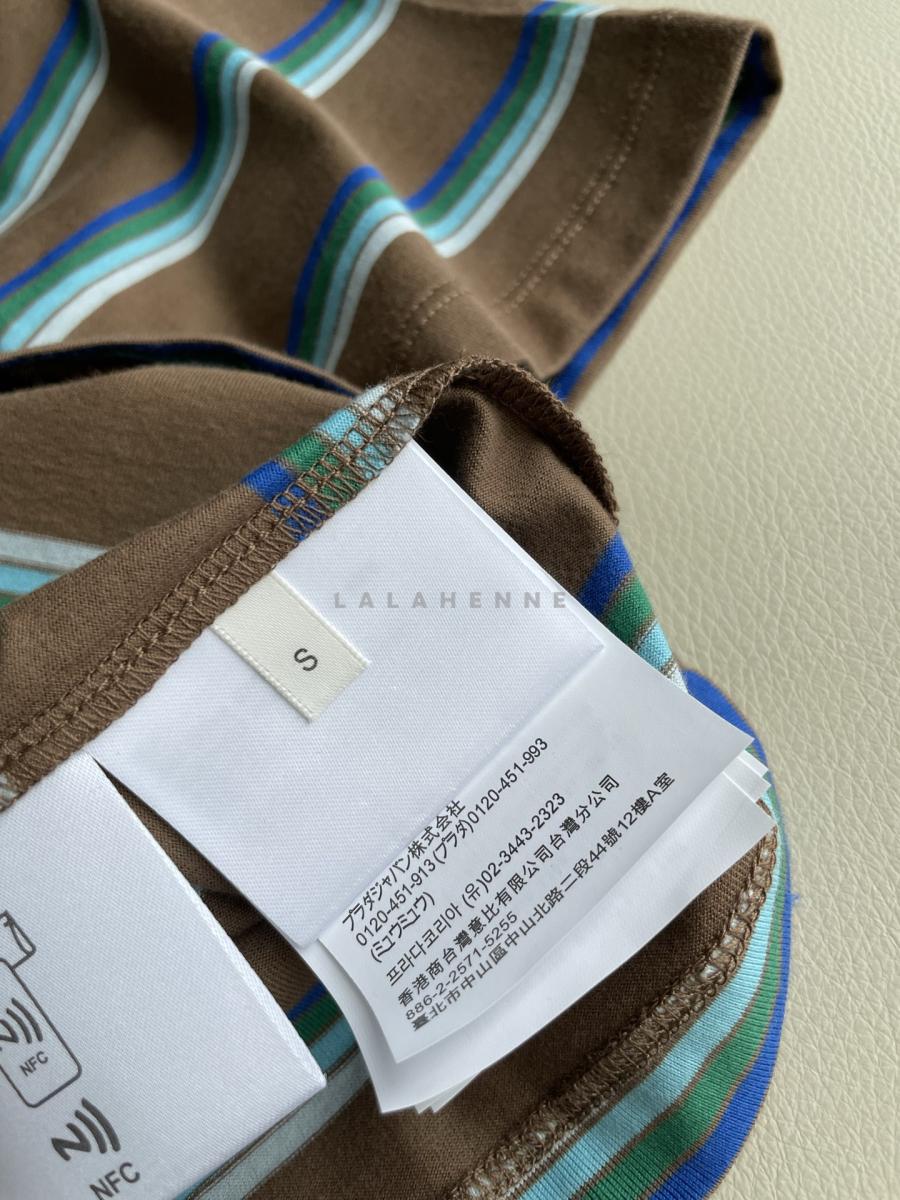 LALAHENNE
S
プラダジャパン株式会社
0120-451-913 (プラダ)0120-451-993
(ミュウミュウ)
프라다코리아 (유)02-3443-2323
香港商台灣意比有限公司台灣分公司
886-2-2571-5255
臺北市中山區中山北路二段44號12樓A室
NFC
NFC